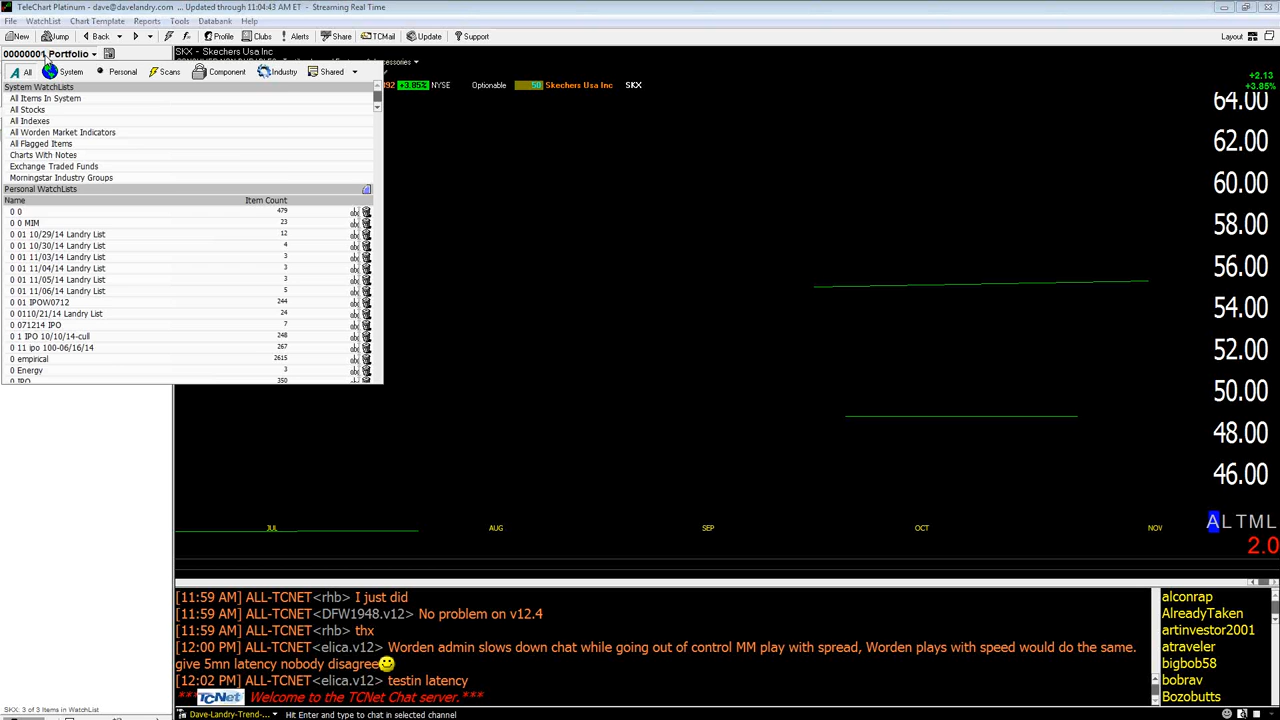 TeleChart Platinum - dave@davelandry.com ... Updated through 11:04:43 AM ET - Streaming Real Time
File WatchList Chart Template Reports Tools Databank Help
New Jump Back Profile Clubs Alerts Share TCMail Update Support Layout
00000001 Portfolio
SKX - Skechers Usa Inc
All System Personal Scans Component Industry Shared
+2.13
+3.85%
+3.85% NYSE Optionable 50 Skechers Usa Inc SKX
System WatchLists
All Items In System
All Stocks
All Indexes
All Worden Market Indicators
All Flagged Items
Charts With Notes
Exchange Traded Funds
Morningstar Industry Groups
Personal WatchLists
Name Item Count
0 0 479
0 0 MIM 23
0 01 10/29/14 Landry List 12
0 01 10/30/14 Landry List 4
0 01 11/03/14 Landry List 3
0 01 11/04/14 Landry List 3
0 01 11/05/14 Landry List 3
0 01 11/06/14 Landry List 5
0 01 IPOW0712 244
0 0110/21/14 Landry List 24
0 071214 IPO 7
0 1 IPO 10/10/14-cull 248
0 11 ipo 100-06/16/14 267
0 empirical 2615
0 Energy 3
0 IPO 350
64.00
62.00
60.00
58.00
56.00
54.00
52.00
50.00
48.00
46.00
JUL AUG SEP OCT NOV
A L T M L
2.0
[11:59 AM] ALL-TCNET<rhb> I just did
[11:59 AM] ALL-TCNET<DFW1948.v12> No problem on v12.4
[11:59 AM] ALL-TCNET<rhb> thx
[12:00 PM] ALL-TCNET<elica.v12> Worden admin slows down chat while going out of control MM play with spread, Worden plays with speed would do the same.
give 5mn latency nobody disagree
[12:02 PM] ALL-TCNET<elica.v12> testin latency
*** TCNet Welcome to the TCNet Chat server.***
alconrap
AlreadyTaken
artinvestor2001
atraveler
bigbob58
bobrav
Bozobutts
SKX: 3 of 3 Items in WatchList
Dave-Landry-Trend-... Hit Enter and type to chat in selected channel